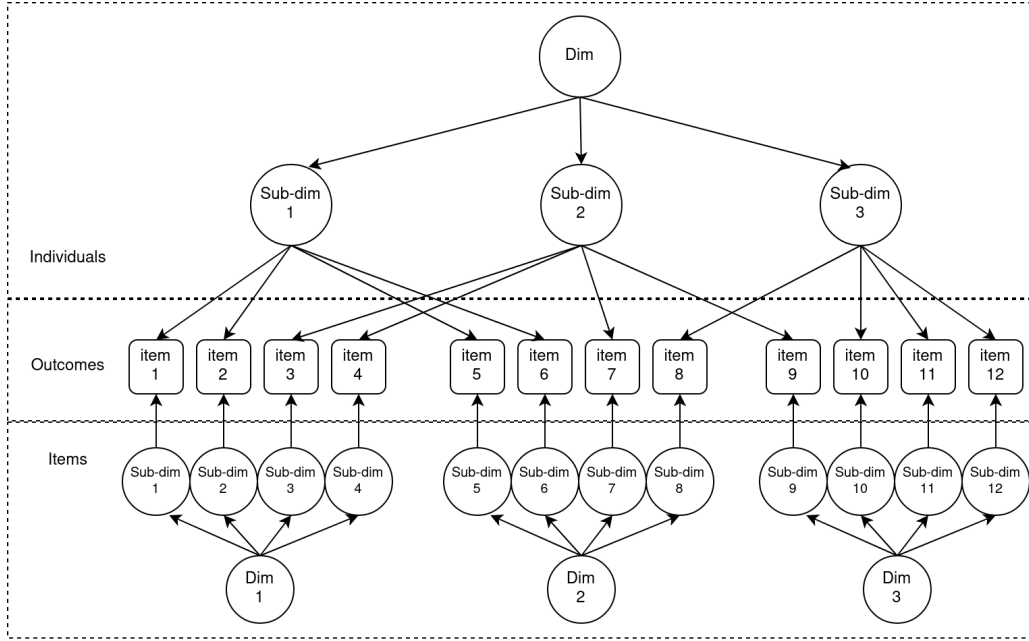 Dim
Sub-dim
1
Sub-dim
2
Sub-dim
3
Individuals
Outcomes
item
1
item
2
item
3
item
4
item
5
item
6
item
7
item
8
item
9
item
10
item
11
item
12
Items
Sub-dim
1
Sub-dim
2
Sub-dim
3
Sub-dim
4
Sub-dim
5
Sub-dim
6
Sub-dim
7
Sub-dim
8
Sub-dim
9
Sub-dim
10
Sub-dim
11
Sub-dim
12
Dim
1
Dim
2
Dim
3